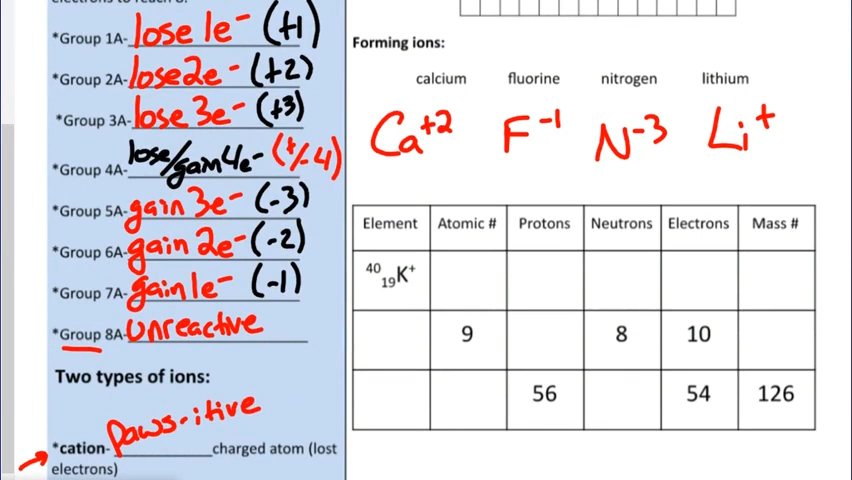 electrons to reach 8.
*Group 1A- lose 1e⁻ (+1)
*Group 2A- lose 2e⁻ (+2)
*Group 3A- lose 3e⁻ (+3)
*Group 4A- lose/gain 4e⁻ (+/- 4)
*Group 5A- gain 3e⁻ (-3)
*Group 6A- gain 2e⁻ (-2)
*Group 7A- gain 1e⁻ (-1)
*Group 8A- unreactive
Two types of ions:
*cation- paws-itive charged atom (lost
electrons)
Forming ions:
calcium fluorine nitrogen lithium
Ca⁺² F⁻¹ N⁻³ Li⁺
Element Atomic # Protons Neutrons Electrons Mass #
⁴⁰₁₉K⁺
9 8 10
56 54 126